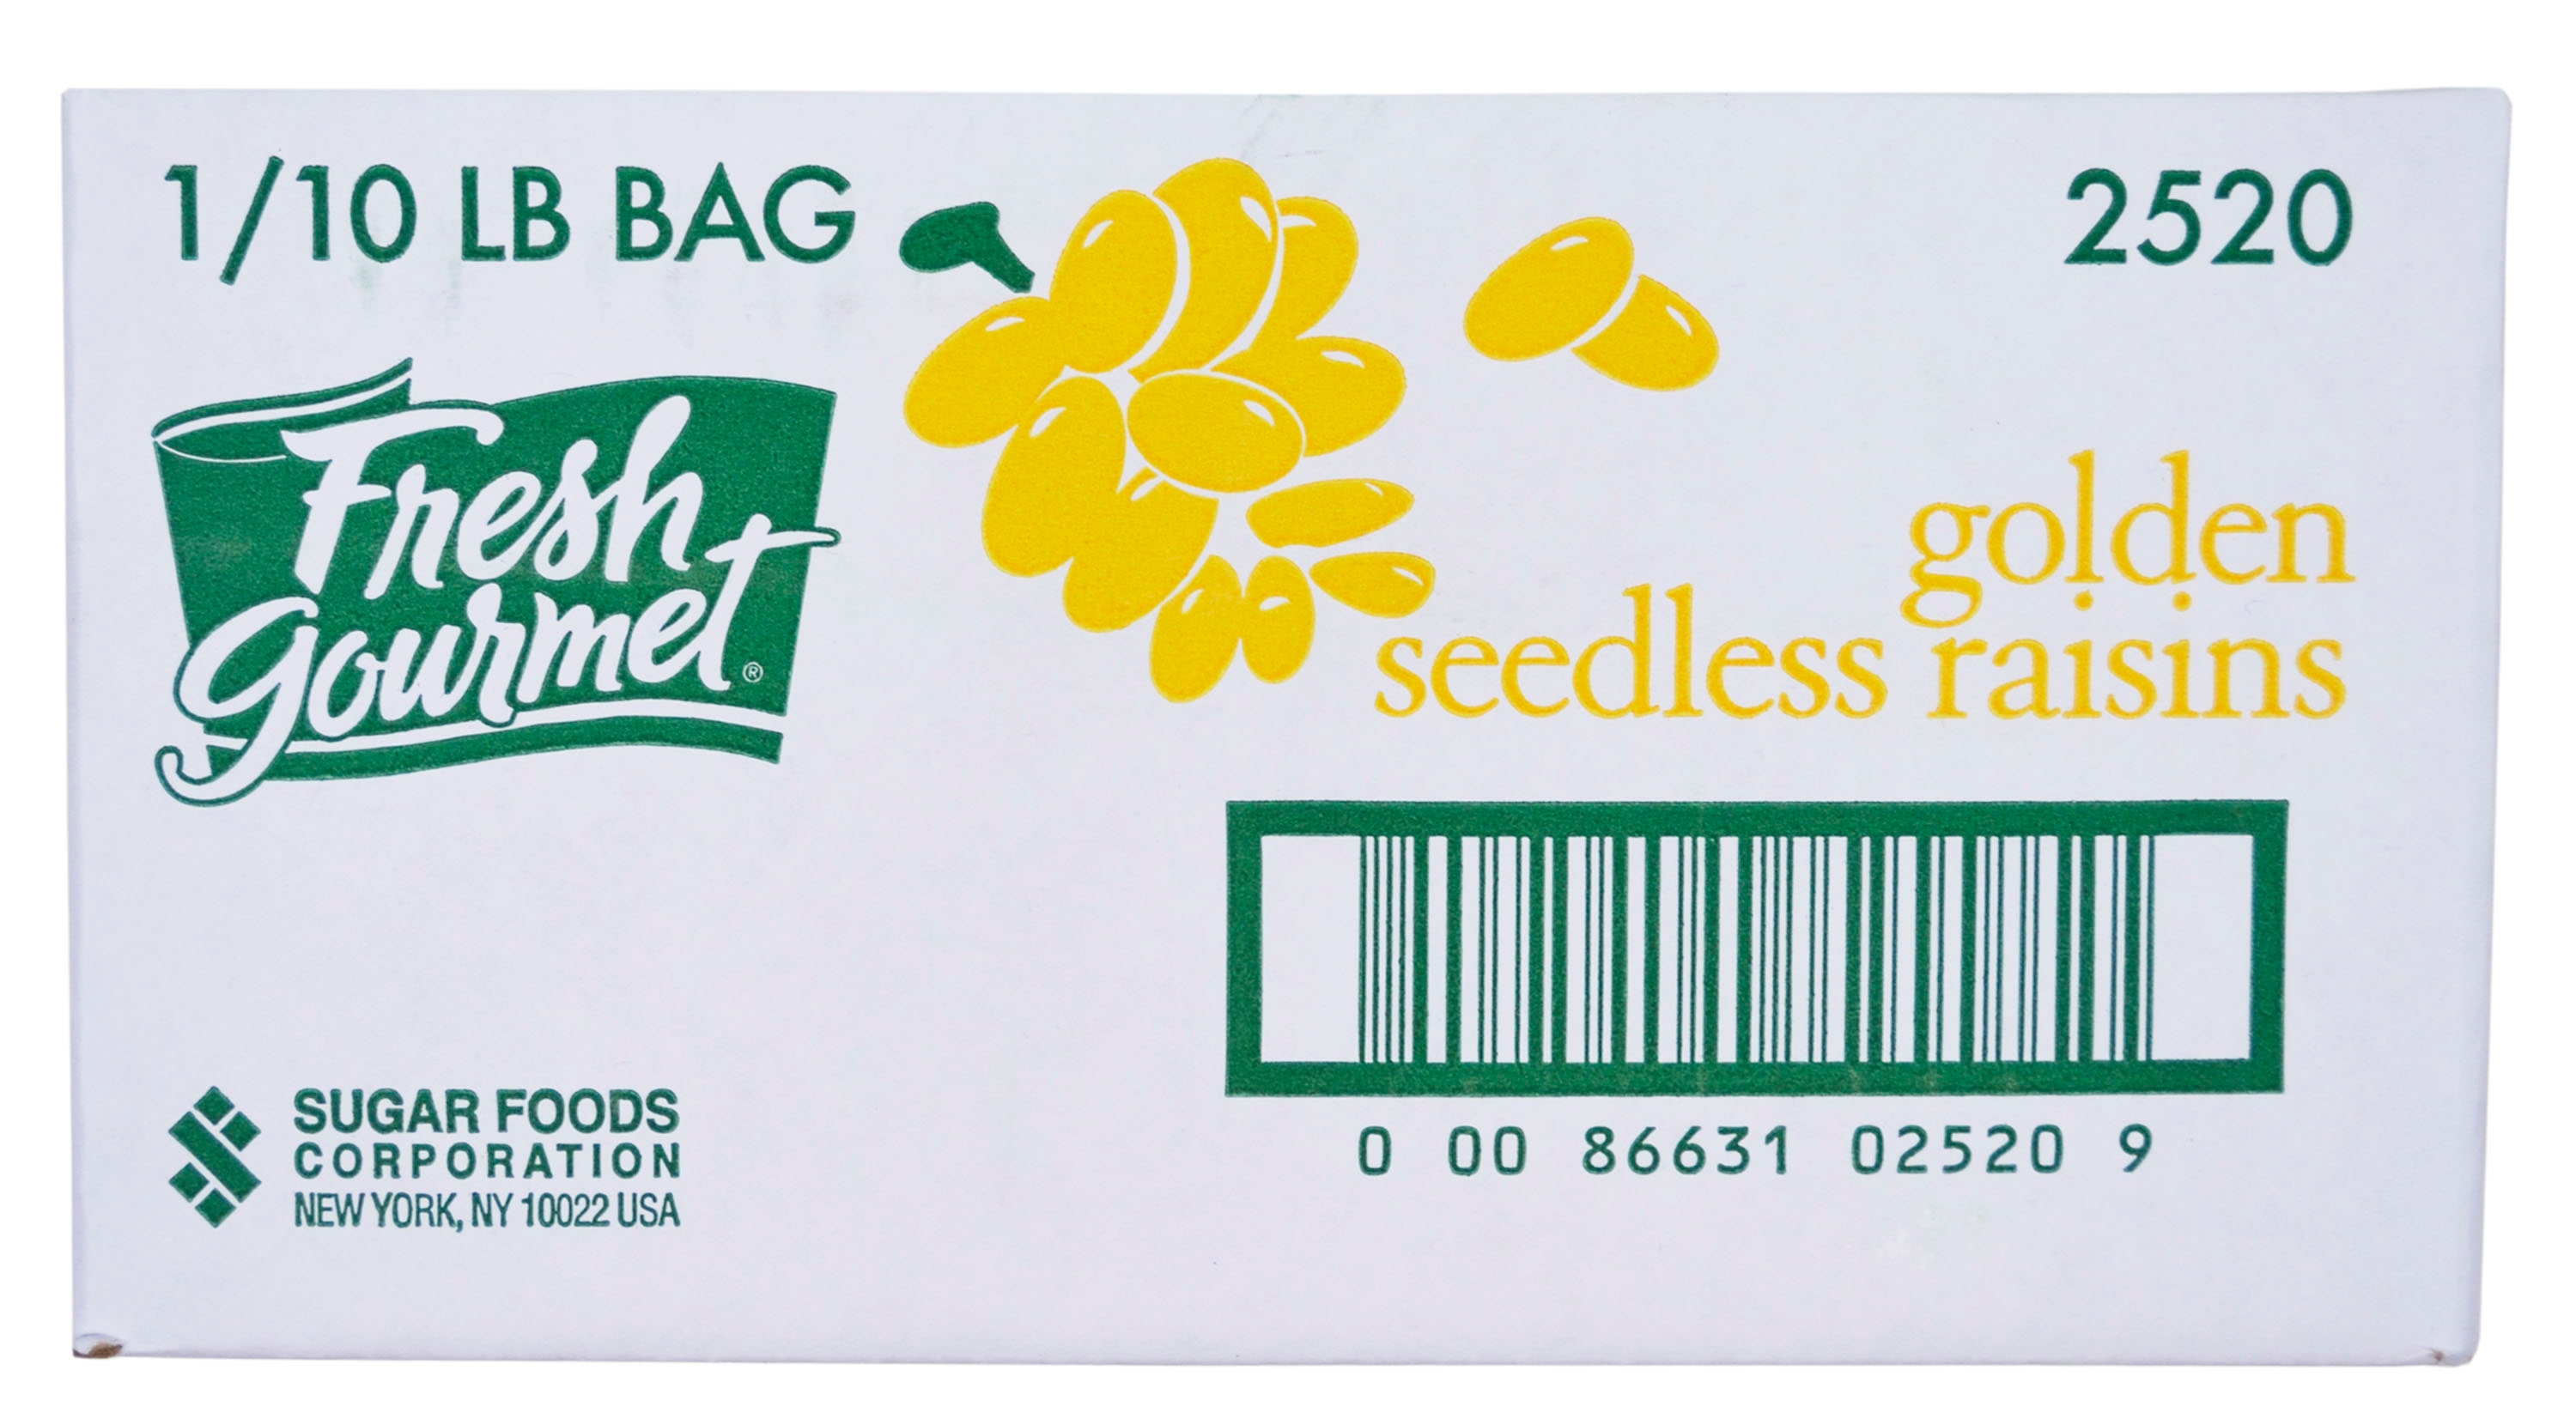 1/10 LB BAG
2520
Fresh
gourmet®
golden
seedless raisins
0 00 86631 02520 9
SUGAR FOODS
CORPORATION
NEW YORK, NY 10022 USA